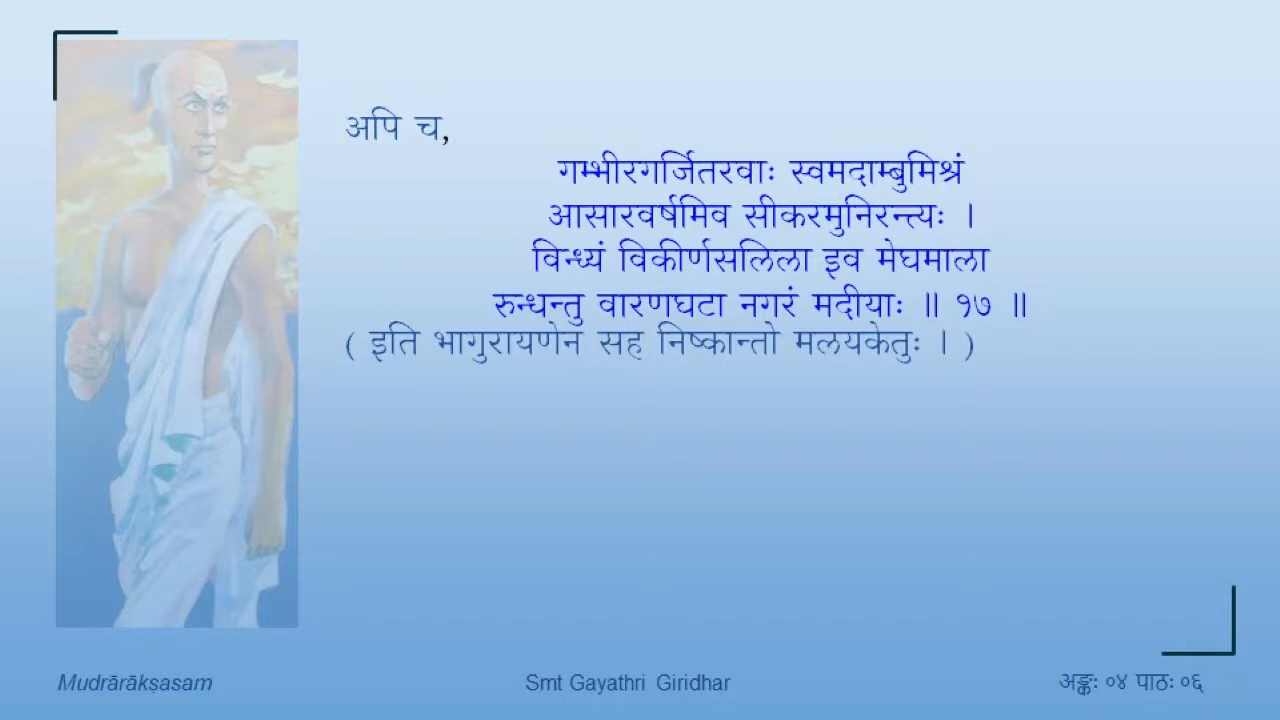 अपि च,
गम्भीरगर्जितरवाः स्वमदाम्बुमिश्रं
आसारवर्षमिव सीकरमुनिरन्त्यः ।
विन्ध्यं विकीर्णसलिला इव मेघमाला
रुन्धन्तु वारणघटा नगरं मदीयाः ॥ १७ ॥
( इति भागुरायणेन सह निष्कान्तो मलयकेतुः । )
Mudrārākṣasam
Smt Gayathri Giridhar
अङ्कः ०४ पाठः ०६